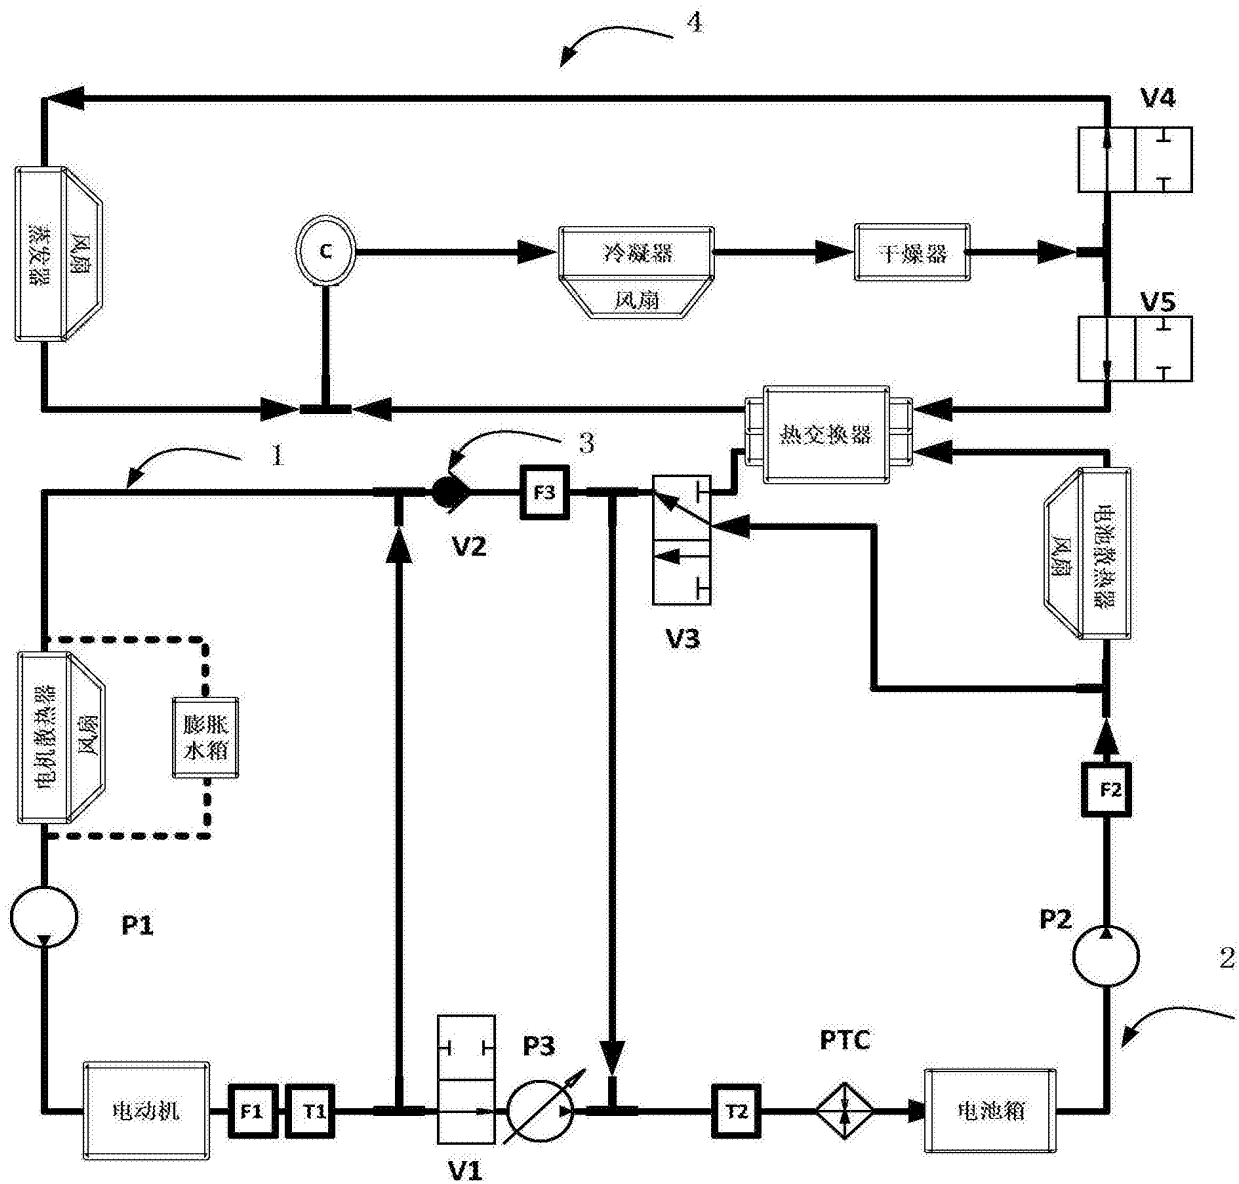 4
V4
蒸发器
风扇
C
冷凝器
风扇
干燥器
V5
热交换器
1
3
F3
V2
V3
电池散热器
风扇
电机散热器
风扇
膨胀
水箱
F2
P1
P2
2
P3
PTC
电动机
F1
T1
T2
电池箱
V1